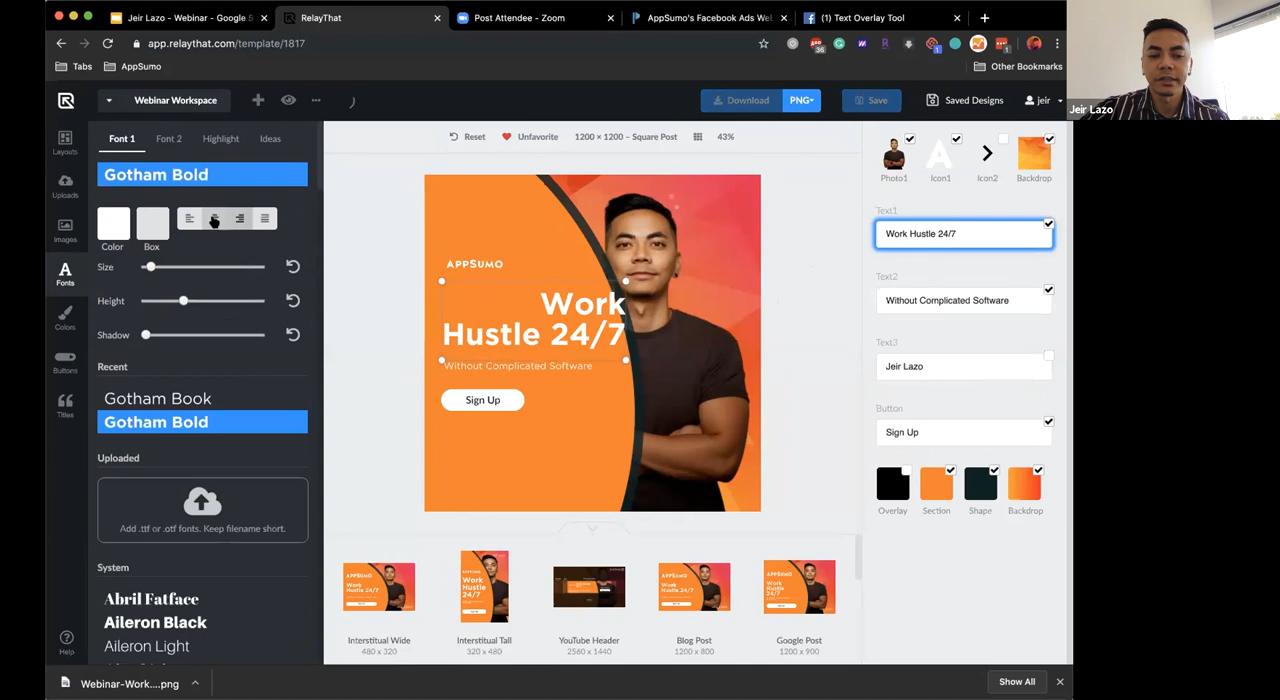 Jeir Lazo - Webinar - Google S
RelayThat
Post Attendee - Zoom
AppSumo's Facebook Ads Web
(1) Text Overlay Tool
app.relaythat.com/template/1817
Tabs
AppSumo
Other Bookmarks
Jeir Lazo
Webinar Workspace
Download
PNG
Save
Saved Designs
jeir
Layouts
Uploads
Images
Fonts
Colors
Buttons
Titles
Help
Font 1
Font 2
Highlight
Ideas
Gotham Bold
Color
Box
Size
Height
Shadow
Recent
Gotham Book
Gotham Bold
Uploaded
Add .ttf or .otf fonts. Keep filename short.
System
Abril Fatface
Aileron Black
Aileron Light
Reset
Unfavorite
1200 × 1200 – Square Post
43%
APPSUMO
Work
Hustle 24/7
Without Complicated Software
Sign Up
Interstitual Wide
480 x 320
Interstitual Tall
320 x 480
YouTube Header
2560 x 1440
Blog Post
1200 x 800
Google Post
1200 x 900
Photo1
Icon1
Icon2
Backdrop
Text1
Work Hustle 24/7
Text2
Without Complicated Software
Text3
Jeir Lazo
Button
Sign Up
Overlay
Section
Shape
Backdrop
Webinar-Work....png
Show All